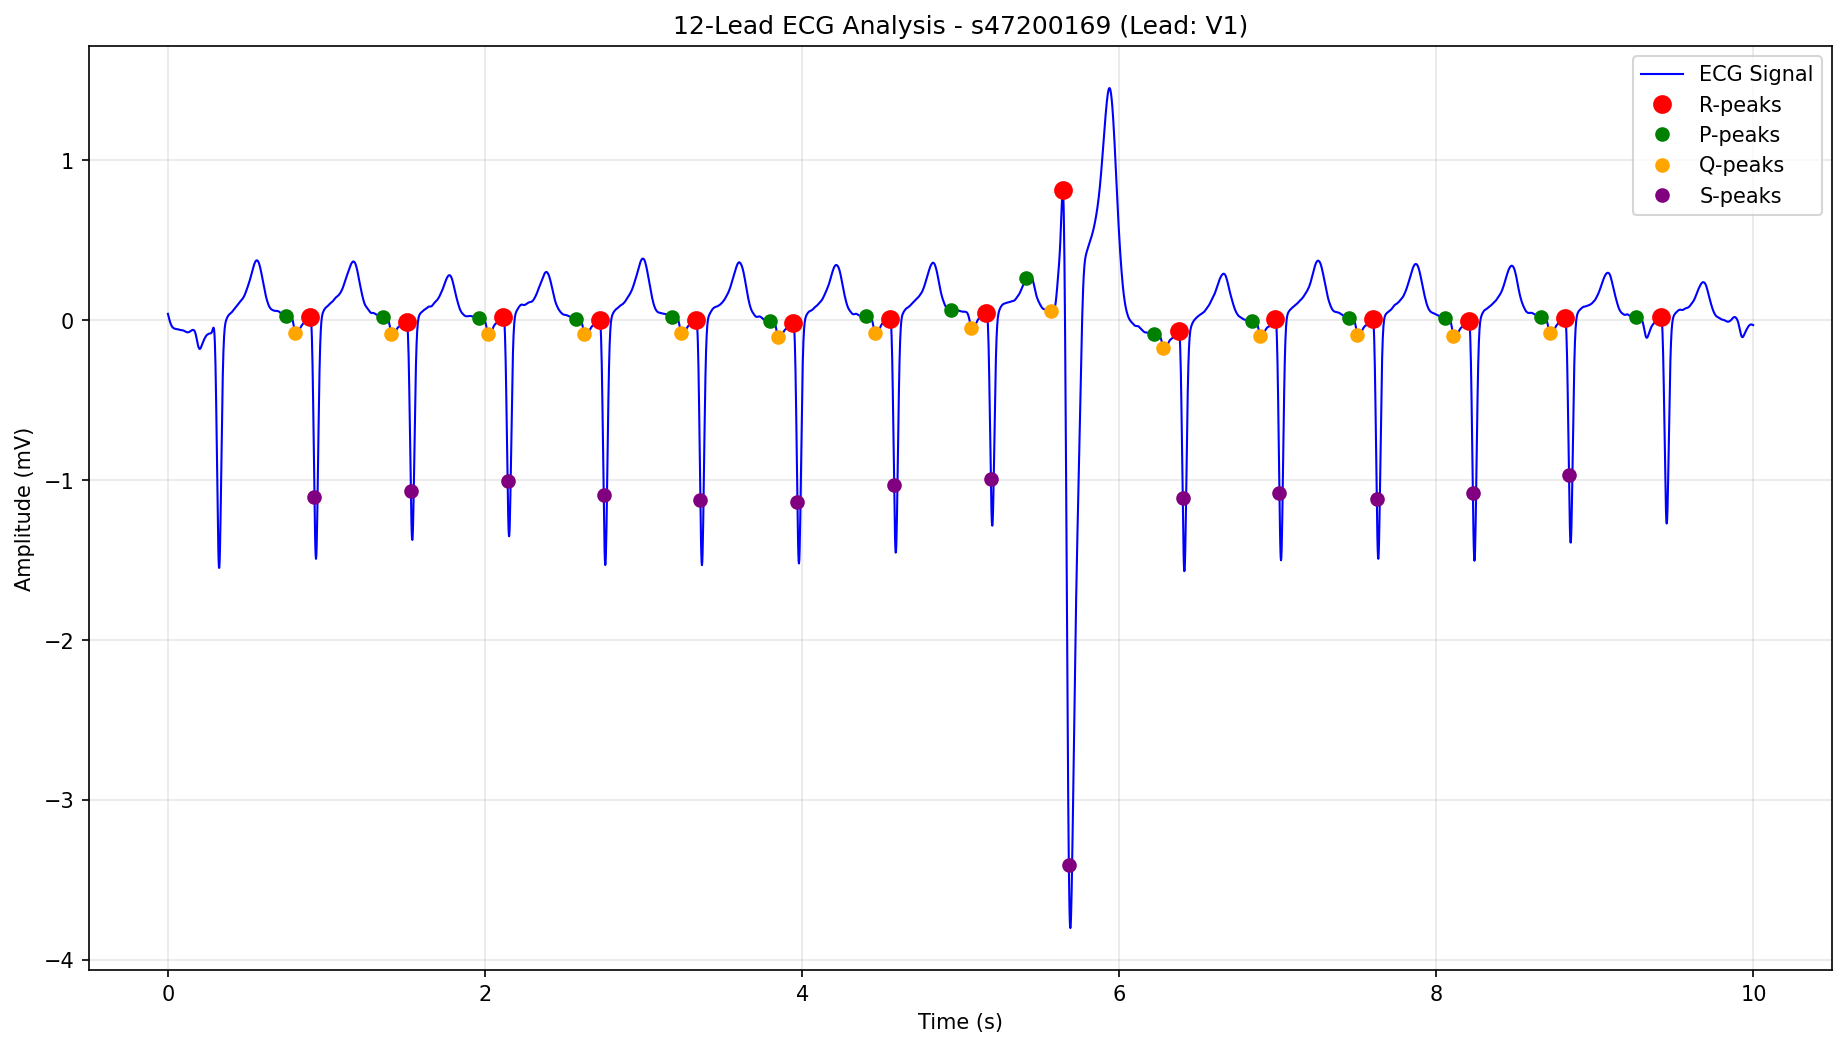 12-Lead ECG Analysis - s47200169 (Lead: V1)
ECG Signal
R-peaks
P-peaks
Q-peaks
S-peaks
Amplitude (mV)
1
0
−1
−2
−3
−4
0 2 4 6 8 10
Time (s)